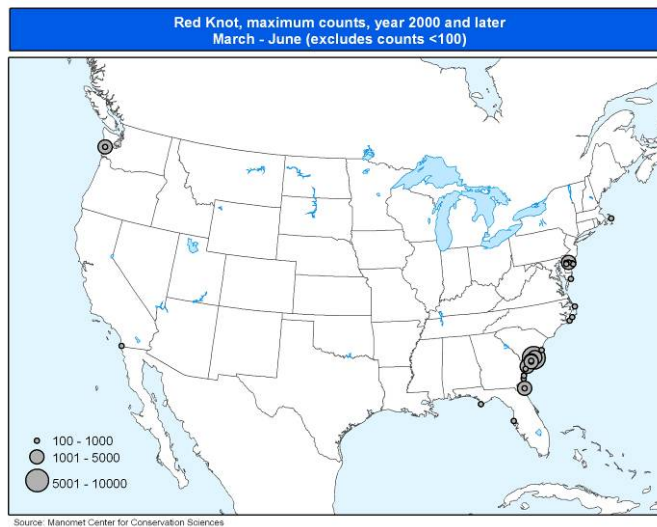 Red Knot, maximum counts, year 2000 and later
March - June (excludes counts <100)
100 - 1000
1001 - 5000
5001 - 10000
Source: Manomet Center for Conservation Sciences